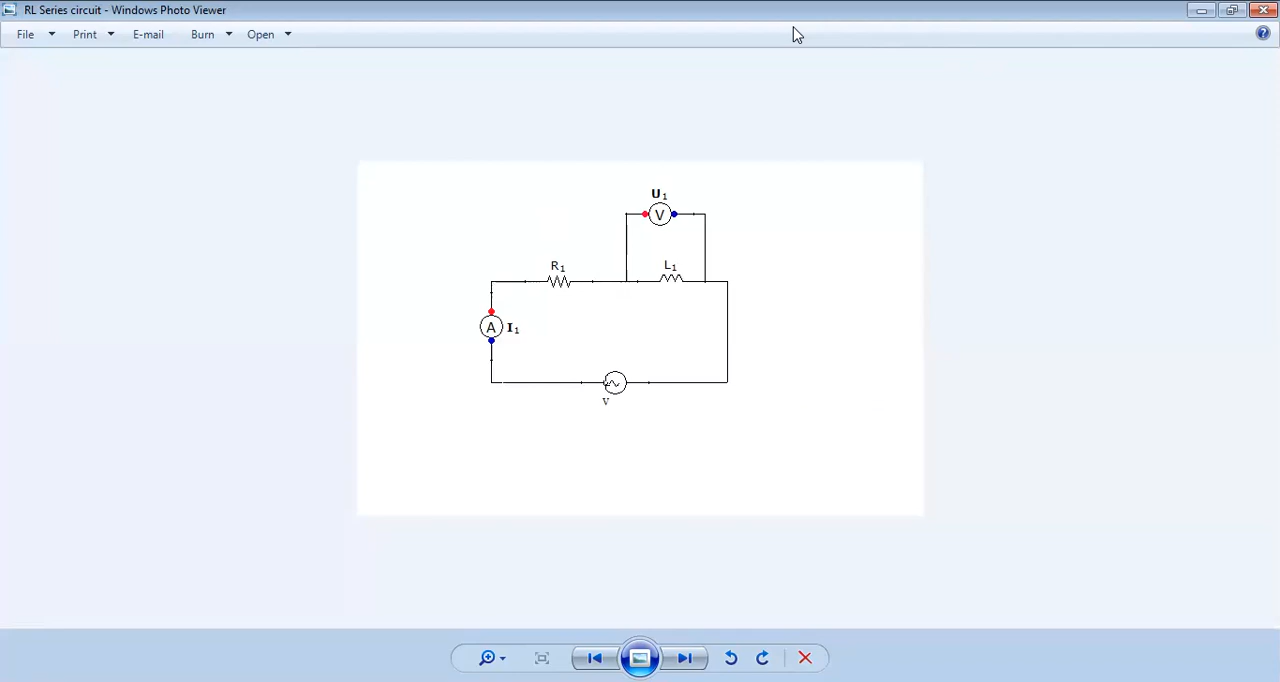 RL Series circuit - Windows Photo Viewer
File Print E-mail Burn Open
U1
V
R1 L1
A I1
V